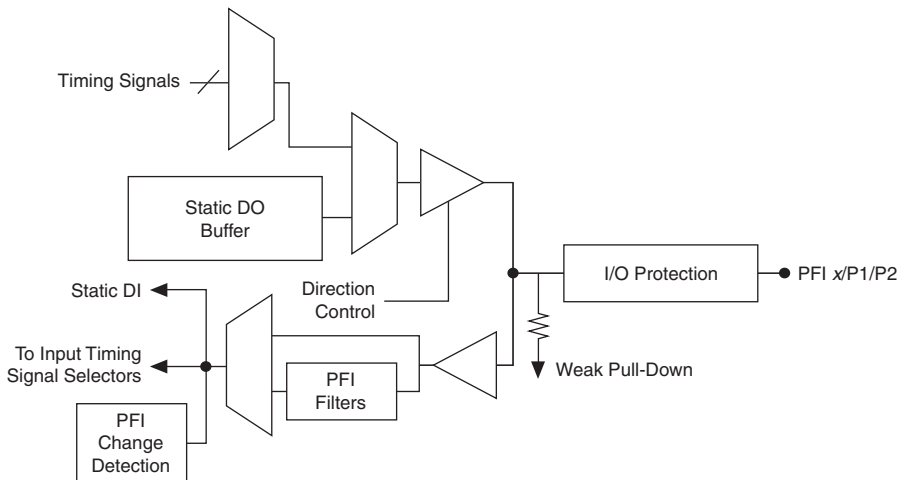 Timing Signals
Static DO
Buffer
I/O Protection
PFI x/P1/P2
Static DI
Direction
Control
To Input Timing
Signal Selectors
PFI
Filters
Weak Pull-Down
PFI
Change
Detection